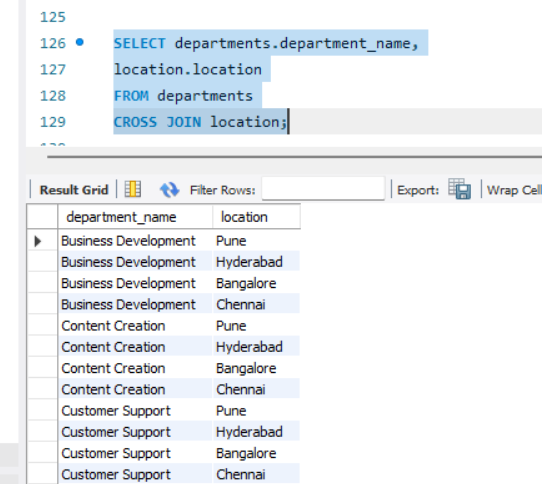 125
126 SELECT departments.department_name,
127 location.location
128 FROM departments
129 CROSS JOIN location;
Result Grid Filter Rows: Export: Wrap Cell
department_name location
Business Development Pune
Business Development Hyderabad
Business Development Bangalore
Business Development Chennai
Content Creation Pune
Content Creation Hyderabad
Content Creation Bangalore
Content Creation Chennai
Customer Support Pune
Customer Support Hyderabad
Customer Support Bangalore
Customer Support Chennai